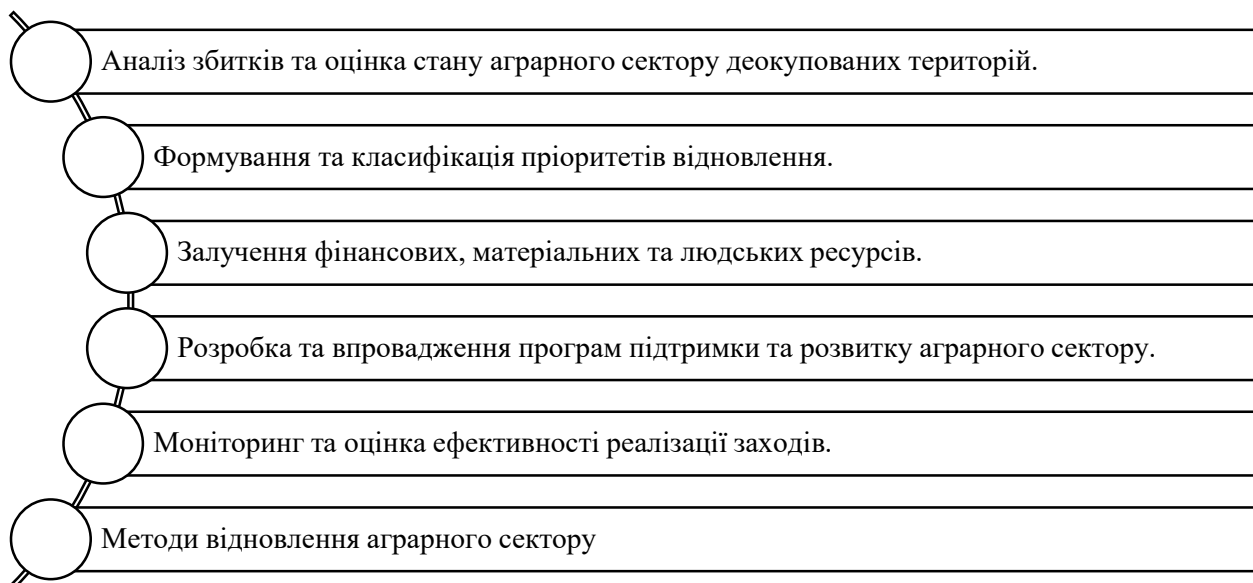 Аналіз збитків та оцінка стану аграрного сектору деокупованих територій.
Формування та класифікація пріоритетів відновлення.
Залучення фінансових, матеріальних та людських ресурсів.
Розробка та впровадження програм підтримки та розвитку аграрного сектору.
Моніторинг та оцінка ефективності реалізації заходів.
Методи відновлення аграрного сектору